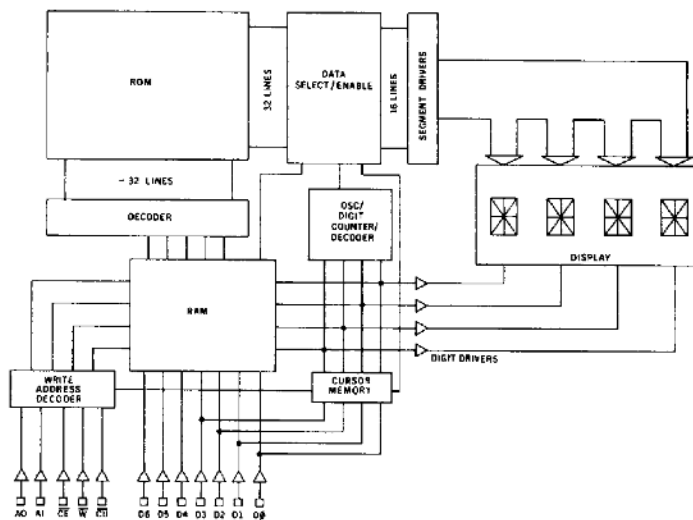 ROM
32 LINES
DATA
SELECT/ENABLE
16 LINES
SEGMENT DRIVERS
- 32 LINES
DECODER
OSC/
DIGIT
COUNTER/
DECODER
DISPLAY
RAM
DIGIT DRIVERS
WRITE
ADDRESS
DECODER
CURSOR
MEMORY
A0 A1 CE W CU D6 D5 D4 D3 D2 D1 D0